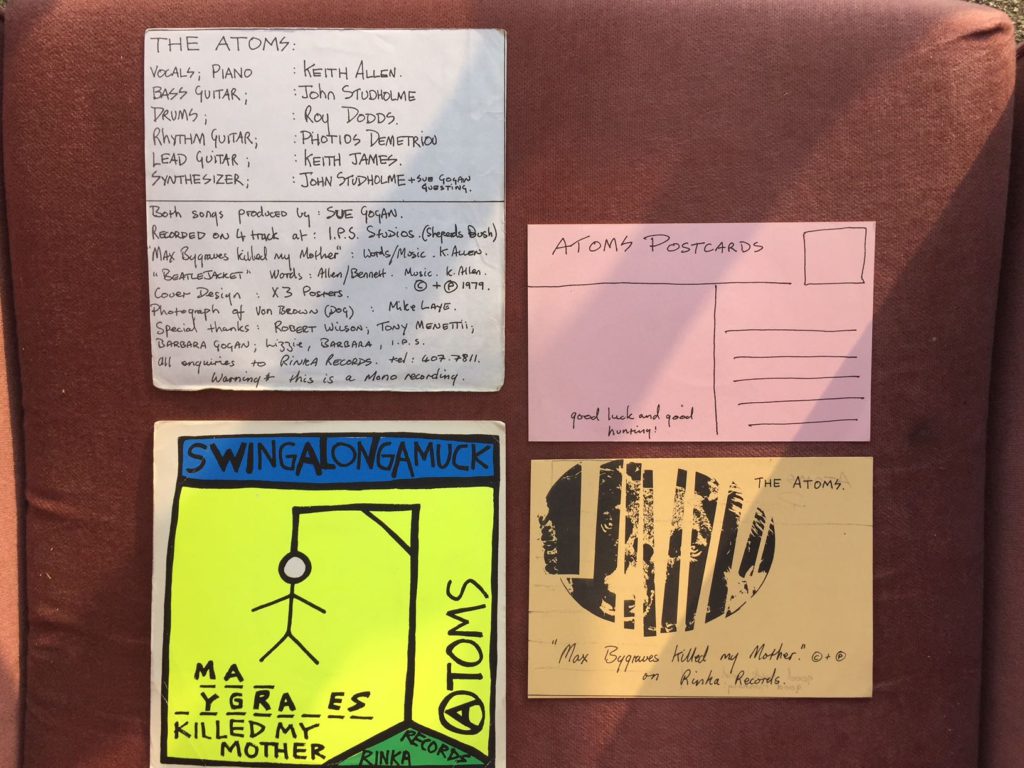 THE ATOMS:
VOCALS; PIANO : KEITH ALLEN.
BASS GUITAR; : John STUDHOLME
DRUMS; : ROY DODDS.
RHYTHM GUITAR; : PHOTIOS DEMETRIOU
LEAD GUITAR; : KEITH JAMES.
SYNTHESIZER; : JOHN STUDHOLME + SUE GOGAN
GUESTING.
Both songs produced by : SUE GOGAN.
RECORDED ON 4 track at : I.P.S. STUDIOS. (Sheperds Bush)
"Max Bygraves killed my Mother" : Words/Music . K. Allen.
"BEATLEJACKET" Words : Allen/Bennett. Music . K. Allen.
Cover Design : X3 Posters. © + ℗ 1979.
Photograph of Von Brown (Dog) : Mike LAYE.
Special thanks : ROBERT WILSON; TONY MENETTII;
BARBARA GOGAN; Lizzie, BARBARA, I.P.S.
all enquiries to RINKA RECORDS. tel: 407.7811.
Warning this is a Mono recording.
SWINGALONGAMUCK
MA_
_YGRA_ES
KILLED MY
MOTHER
ATOMS
RINKA RECORDS
ATOMS POSTCARDS
good luck and good
hunting!
THE ATOMS.
"Max Bygraves killed my Mother." © + ℗
on Rinka Records.